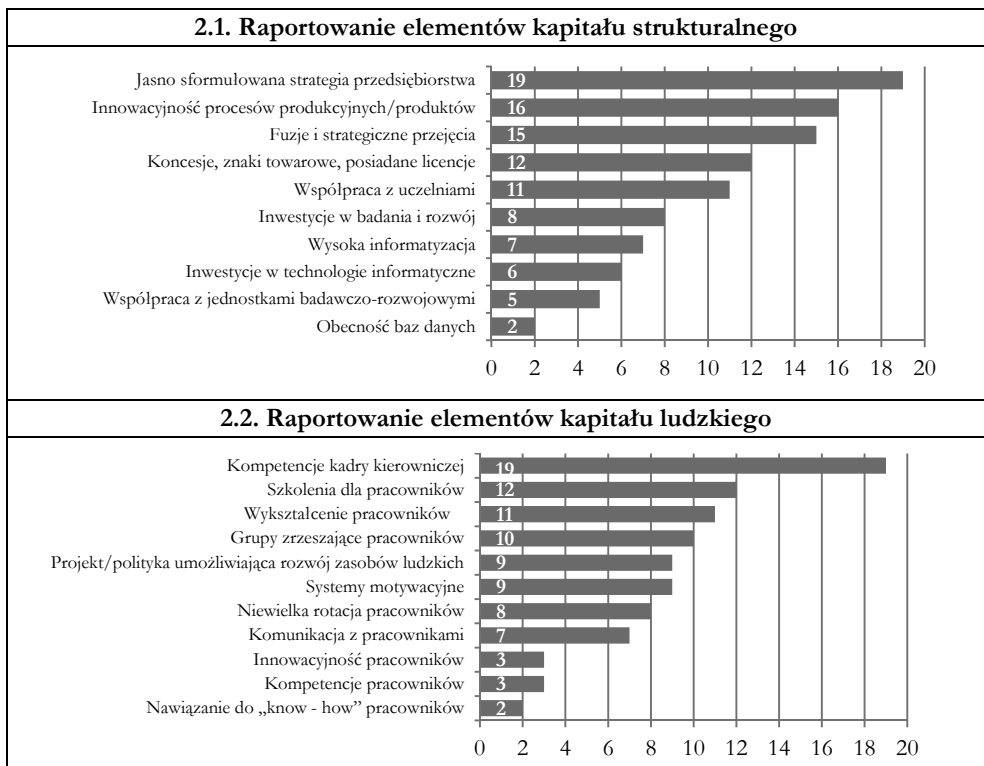 2.1. Raportowanie elementów kapitału strukturalnego
Jasno sformułowana strategia przedsiębiorstwa 19
Innowacyjność procesów produkcyjnych/produktów 16
Fuzje i strategiczne przejęcia 15
Koncesje, znaki towarowe, posiadane licencje 12
Współpraca z uczelniami 11
Inwestycje w badania i rozwój 8
Wysoka informatyzacja 7
Inwestycje w technologie informatyczne 6
Współpraca z jednostkami badawczo-rozwojowymi 5
Obecność baz danych 2
0 2 4 6 8 10 12 14 16 18 20
2.2. Raportowanie elementów kapitału ludzkiego
Kompetencje kadry kierowniczej 19
Szkolenia dla pracowników 12
Wykształcenie pracowników 11
Grupy zrzeszające pracowników 10
Projekt/polityka umożliwiająca rozwój zasobów ludzkich 9
Systemy motywacyjne 9
Niewielka rotacja pracowników 8
Komunikacja z pracownikami 7
Innowacyjność pracowników 3
Kompetencje pracowników 3
Nawiązanie do „know - how” pracowników 2
0 2 4 6 8 10 12 14 16 18 20